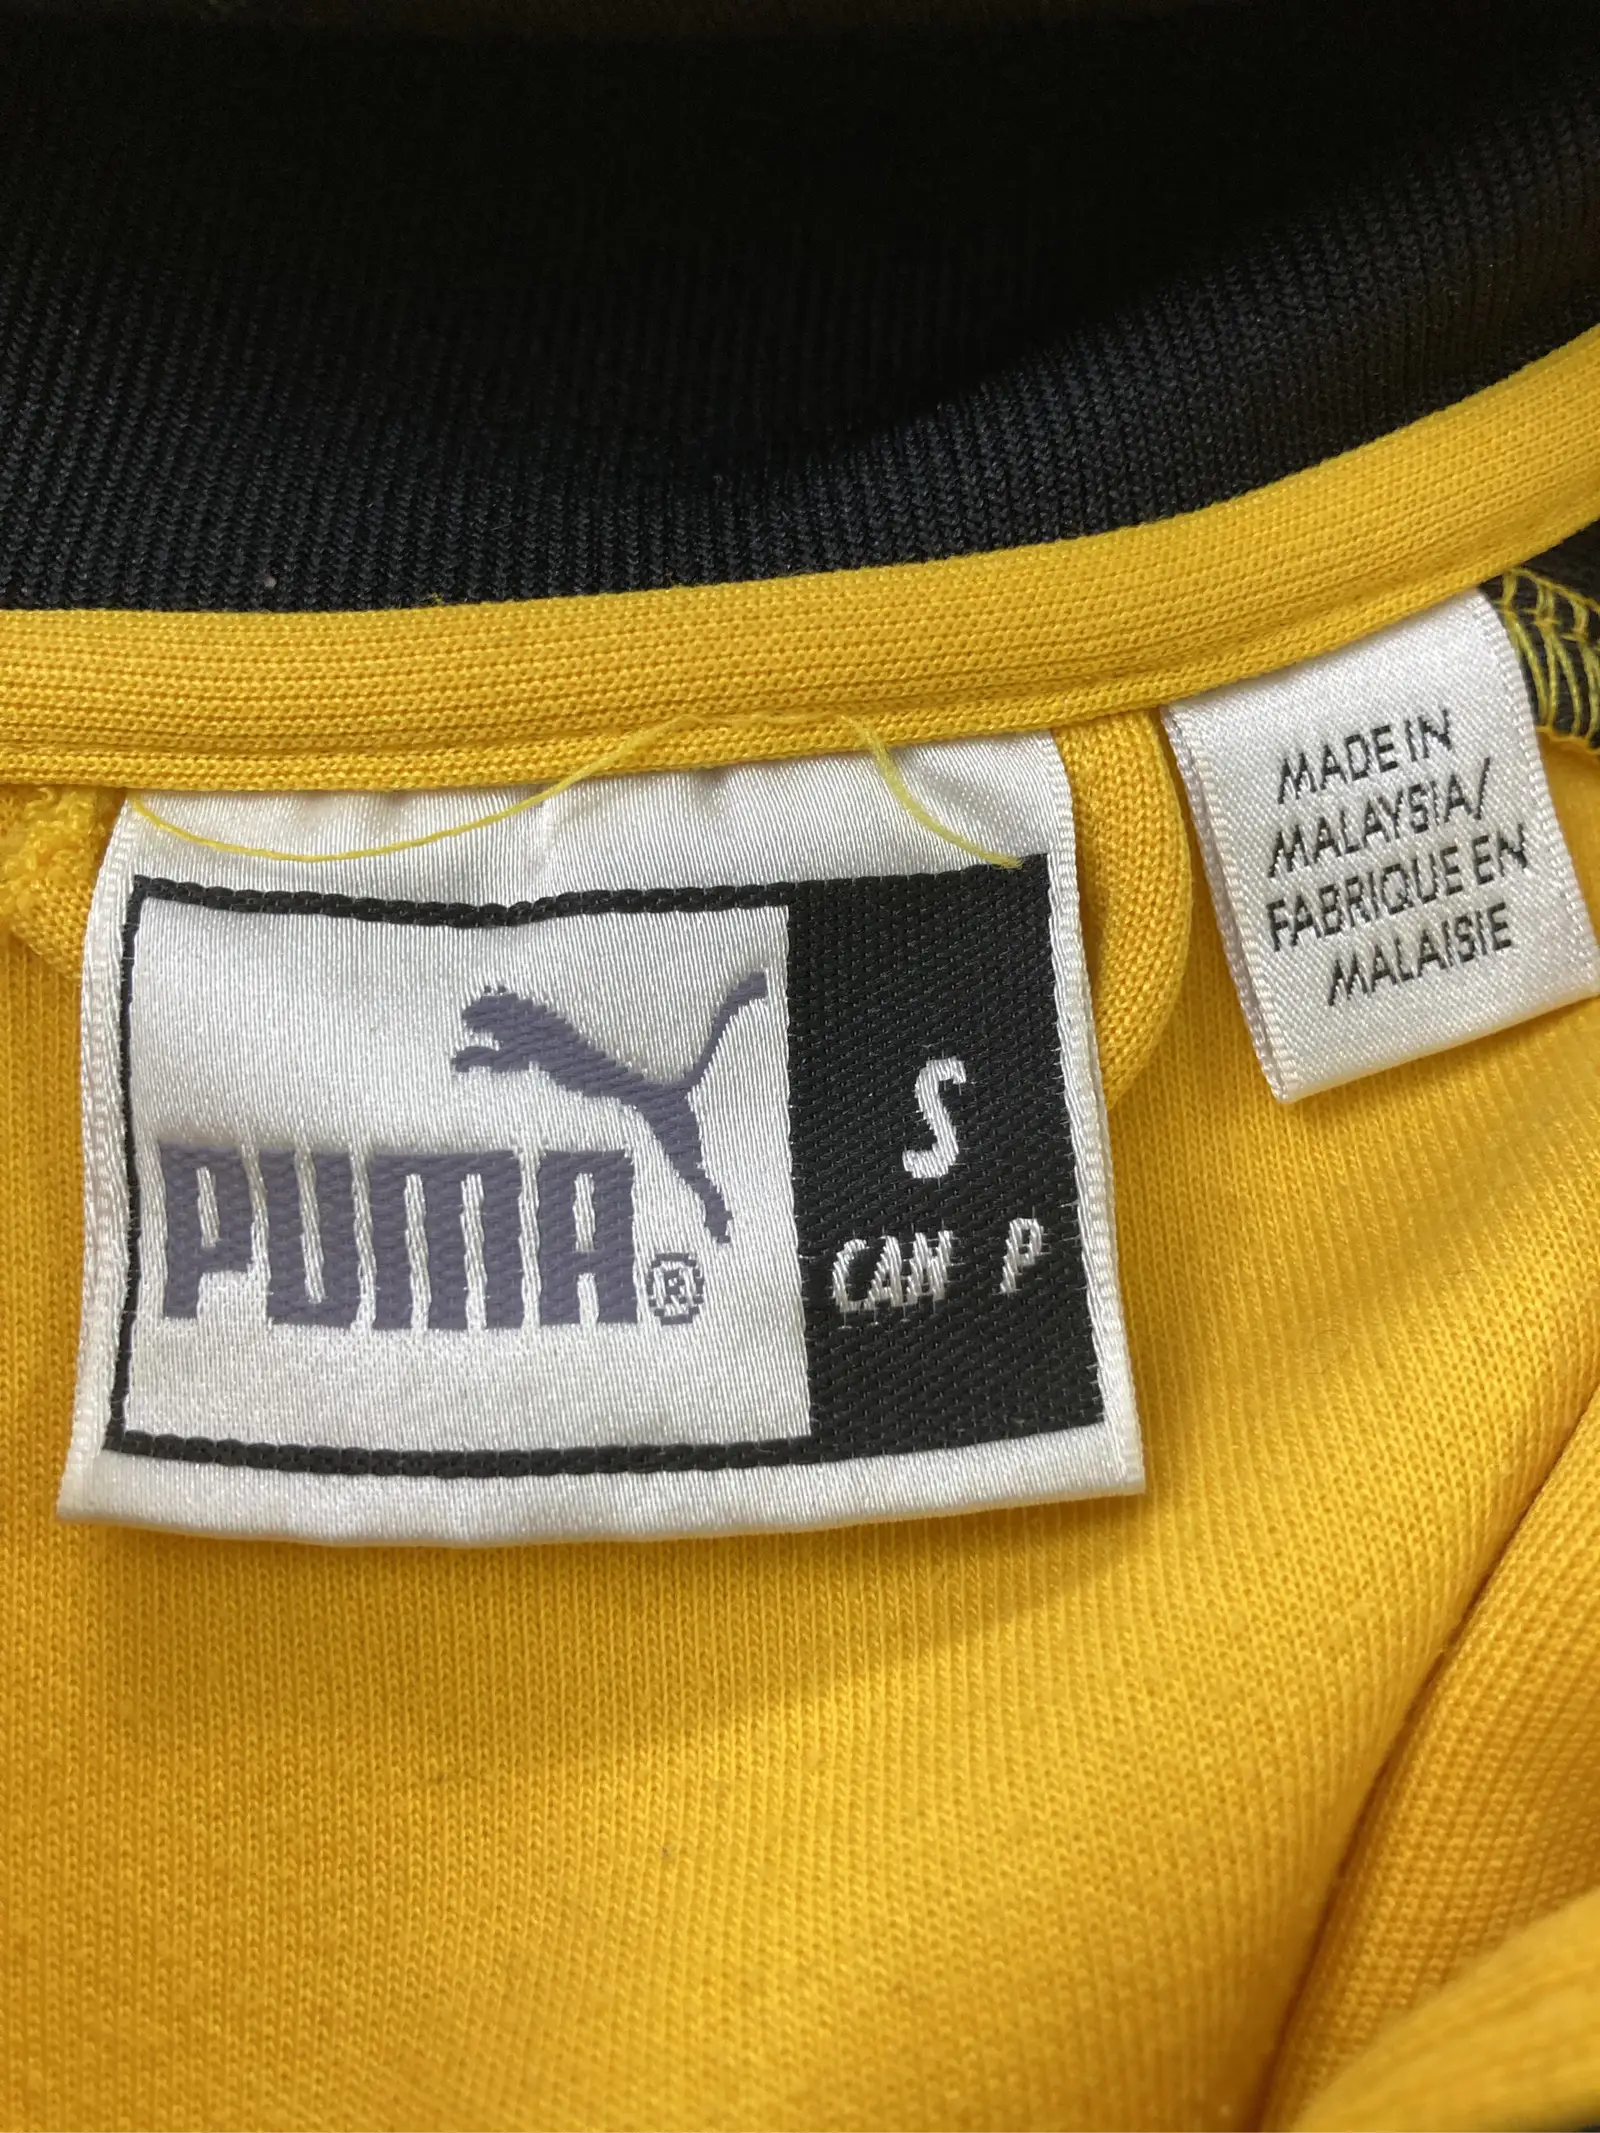 PUMA®
S
CAN P
MADE IN
MALAYSIA/
FABRIQUE EN
MALAISIE